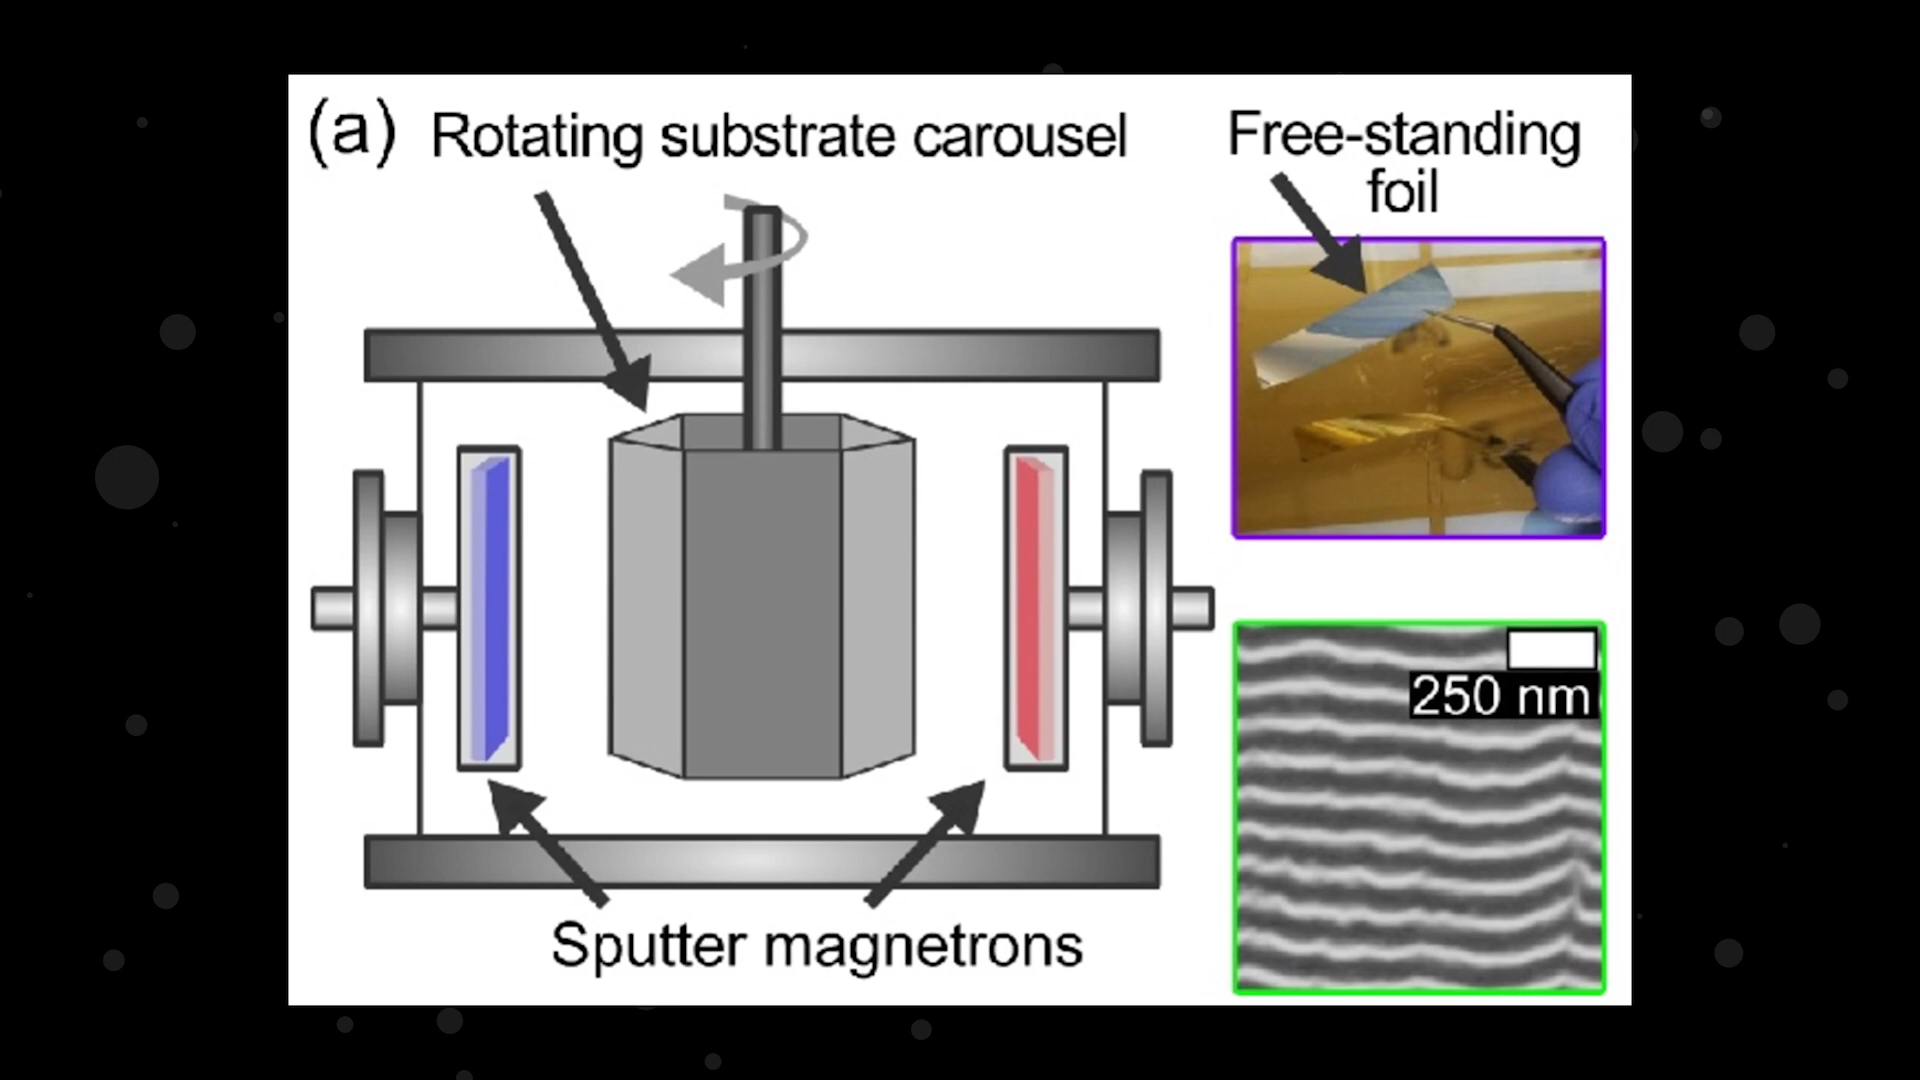 (a) Rotating substrate carousel
Free-standing
foil
250 nm
Sputter magnetrons